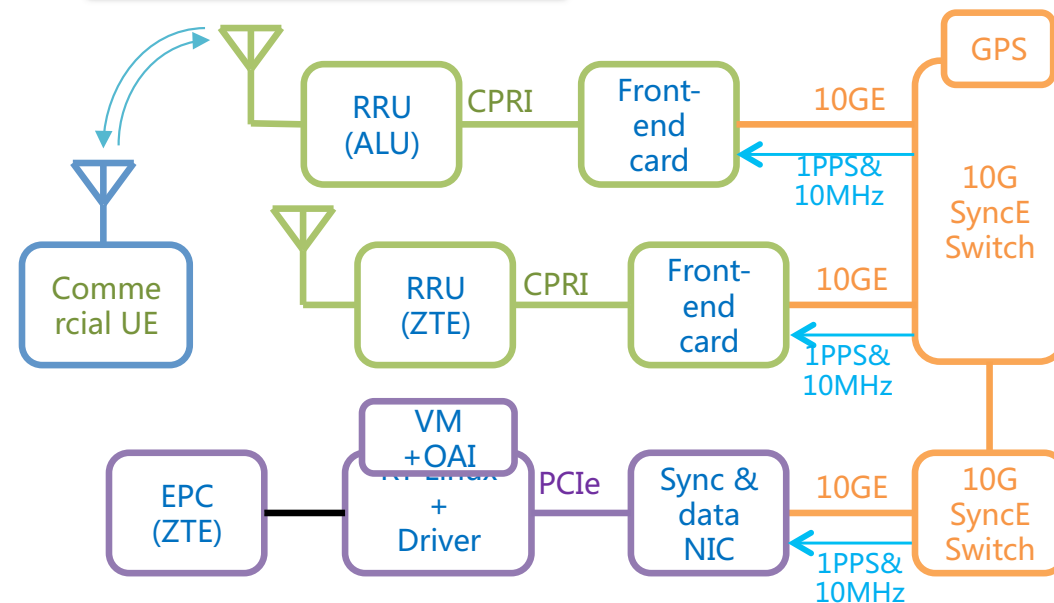 GPS
RRU
(ALU)
CPRI
Front-
end
card
10GE
1PPS&
10MHz
10G
SyncE
Switch
Comme
rcial UE
RRU
(ZTE)
CPRI
Front-
end
card
10GE
1PPS&
10MHz
EPC
(ZTE)
VM
+OAI
RT Linux
+
Driver
PCIe
Sync &
data
NIC
10GE
1PPS&
10MHz
10G
SyncE
Switch